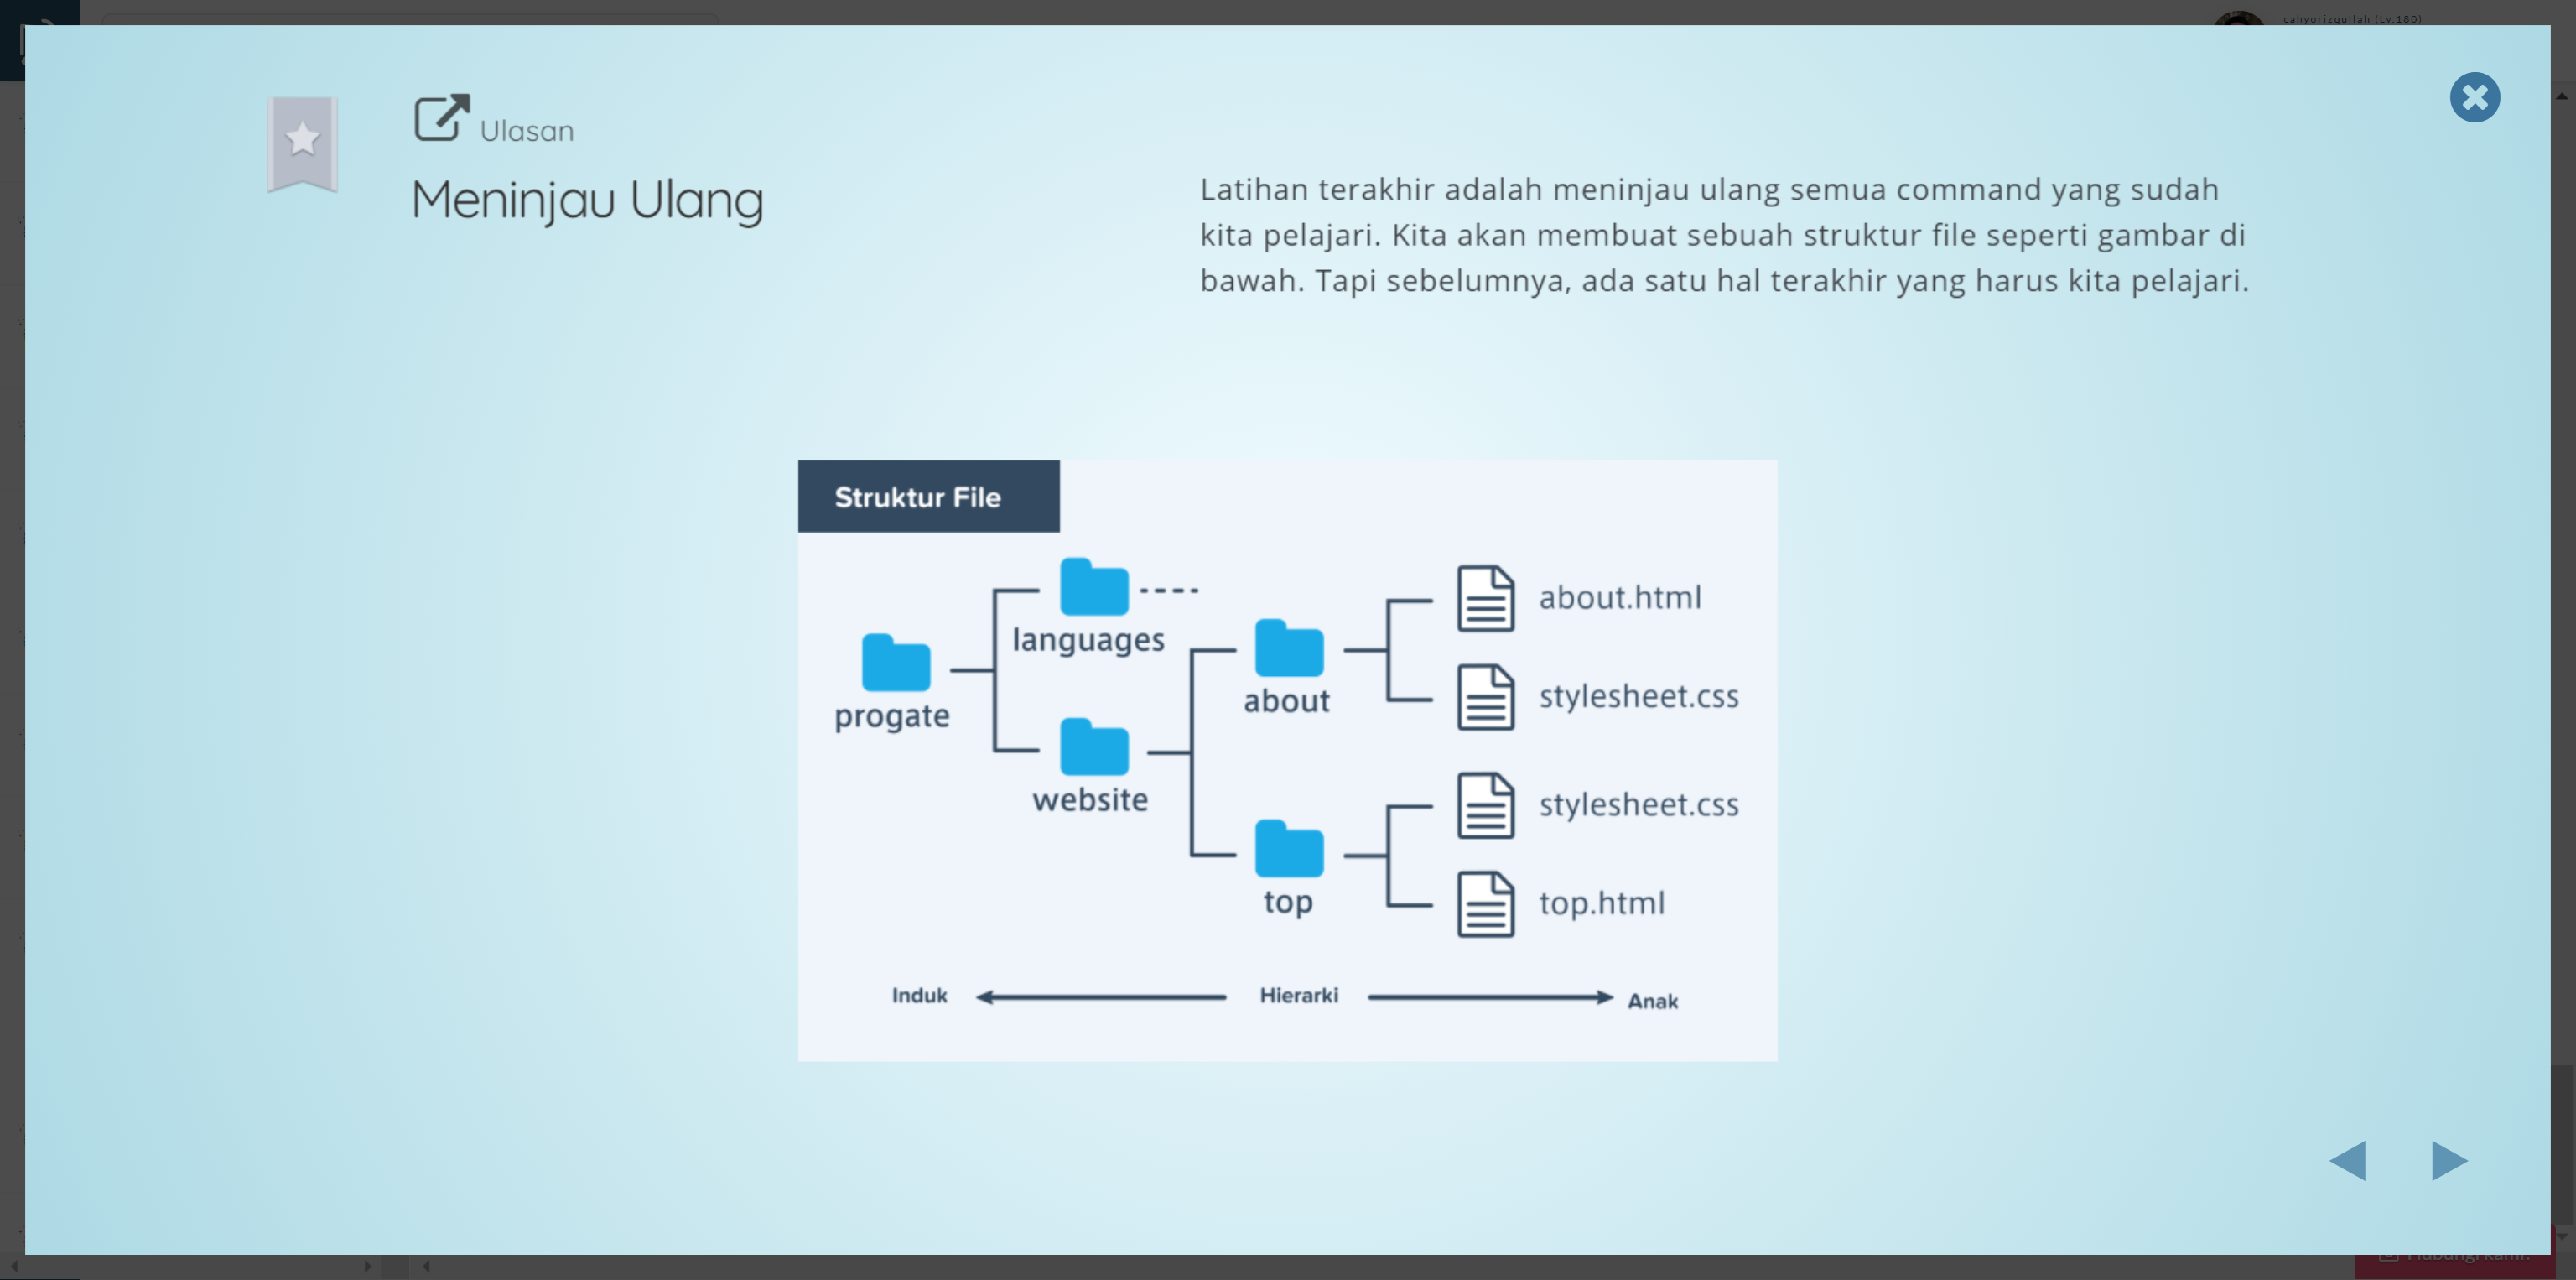 cahyorizqullah (Lv.180)
Ulasan
Meninjau Ulang
Latihan terakhir adalah meninjau ulang semua command yang sudah
kita pelajari. Kita akan membuat sebuah struktur file seperti gambar di
bawah. Tapi sebelumnya, ada satu hal terakhir yang harus kita pelajari.
Struktur File
progate
languages
website
about
top
about.html
stylesheet.css
stylesheet.css
top.html
Induk
Hierarki
Anak